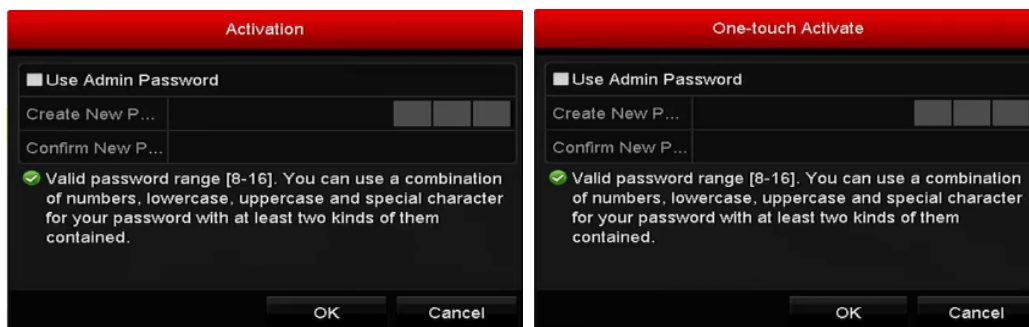 Activation
Use Admin Password
Create New P...
Confirm New P...
Valid password range [8-16]. You can use a combination
of numbers, lowercase, uppercase and special character
for your password with at least two kinds of them
contained.
OK
Cancel
One-touch Activate
Use Admin Password
Create New P...
Confirm New P...
Valid password range [8-16]. You can use a combination
of numbers, lowercase, uppercase and special character
for your password with at least two kinds of them
contained.
OK
Cancel